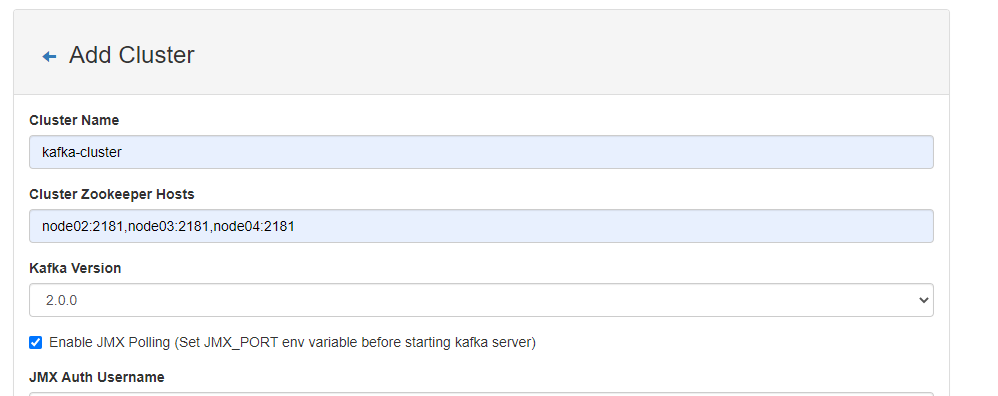 Add Cluster
Cluster Name
kafka-cluster
Cluster Zookeeper Hosts
node02:2181,node03:2181,node04:2181
Kafka Version
2.0.0
Enable JMX Polling (Set JMX_PORT env variable before starting kafka server)
JMX Auth Username